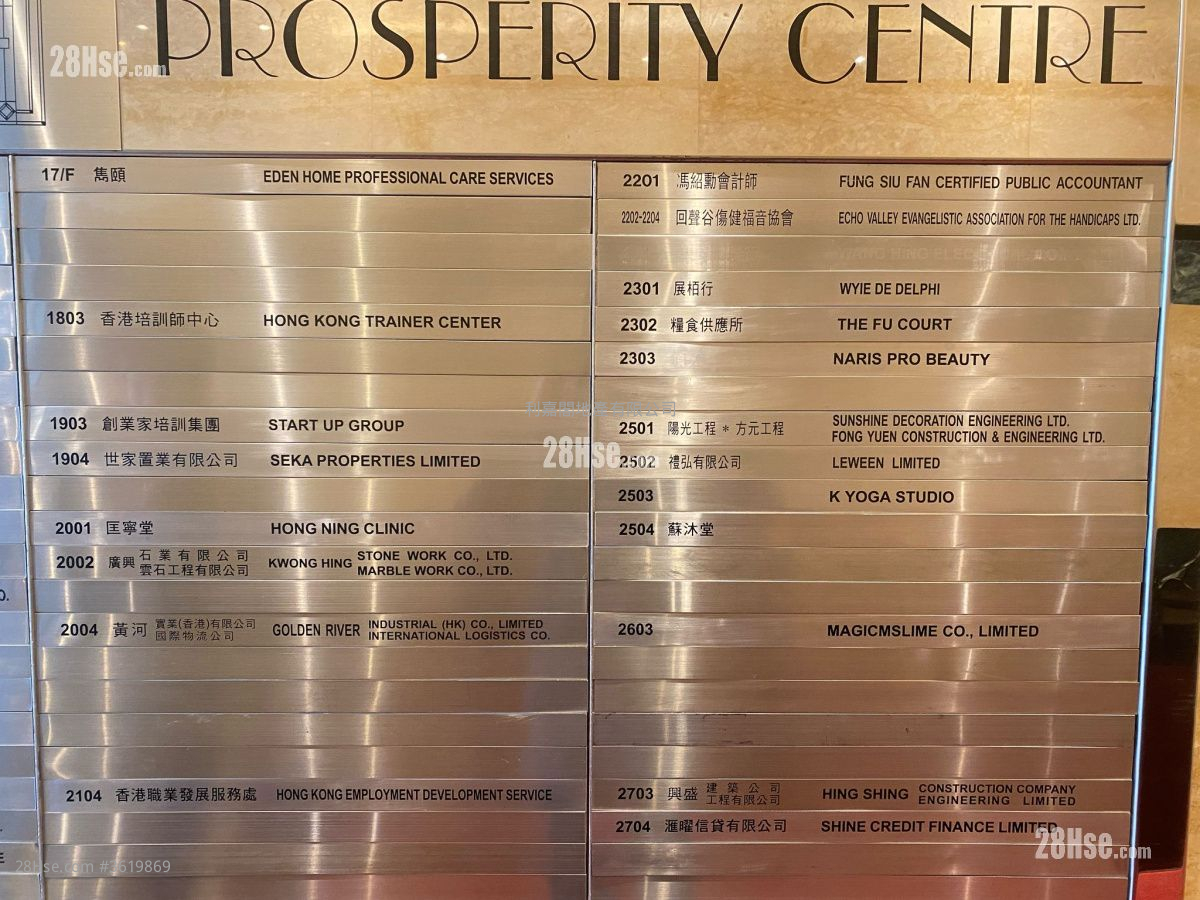 PROSPERITY CENTRE
28Hse.com
17/F 雋頤 EDEN HOME PROFESSIONAL CARE SERVICES
1803 香港培訓師中心 HONG KONG TRAINER CENTER
1903 創業家培訓集團 START UP GROUP
1904 世家置業有限公司 SEKA PROPERTIES LIMITED
2001 匡寧堂 HONG NING CLINIC
2002 廣興 石業有限公司 KWONG HING STONE WORK CO., LTD.
雲石工程有限公司 MARBLE WORK CO., LTD.
2004 黃河 實業(香港)有限公司 GOLDEN RIVER INDUSTRIAL (HK) CO., LIMITED
國際物流公司 INTERNATIONAL LOGISTICS CO.
2104 香港職業發展服務處 HONG KONG EMPLOYMENT DEVELOPMENT SERVICE
2201 馮紹勳會計師 FUNG SIU FAN CERTIFIED PUBLIC ACCOUNTANT
2202-2204 回聲谷傷健福音協會 ECHO VALLEY EVANGELISTIC ASSOCIATION FOR THE HANDICAPS LTD.
2301 展栢行 WYIE DE DELPHI
2302 糧食供應所 THE FU COURT
2303 NARIS PRO BEAUTY
2501 陽光工程 * 方元工程 SUNSHINE DECORATION ENGINEERING LTD.
FONG YUEN CONSTRUCTION & ENGINEERING LTD.
28Hse.com
2502 禮弘有限公司 LEWEEN LIMITED
2503 K YOGA STUDIO
2504 蘇沐堂
2603 MAGICMSLIME CO., LIMITED
2703 興盛 建築公司 HING SHING CONSTRUCTION COMPANY
工程有限公司 ENGINEERING LIMITED
2704 滙曜信貸有限公司 SHINE CREDIT FINANCE LIMITED
28Hse.com
28Hse.com #3619869